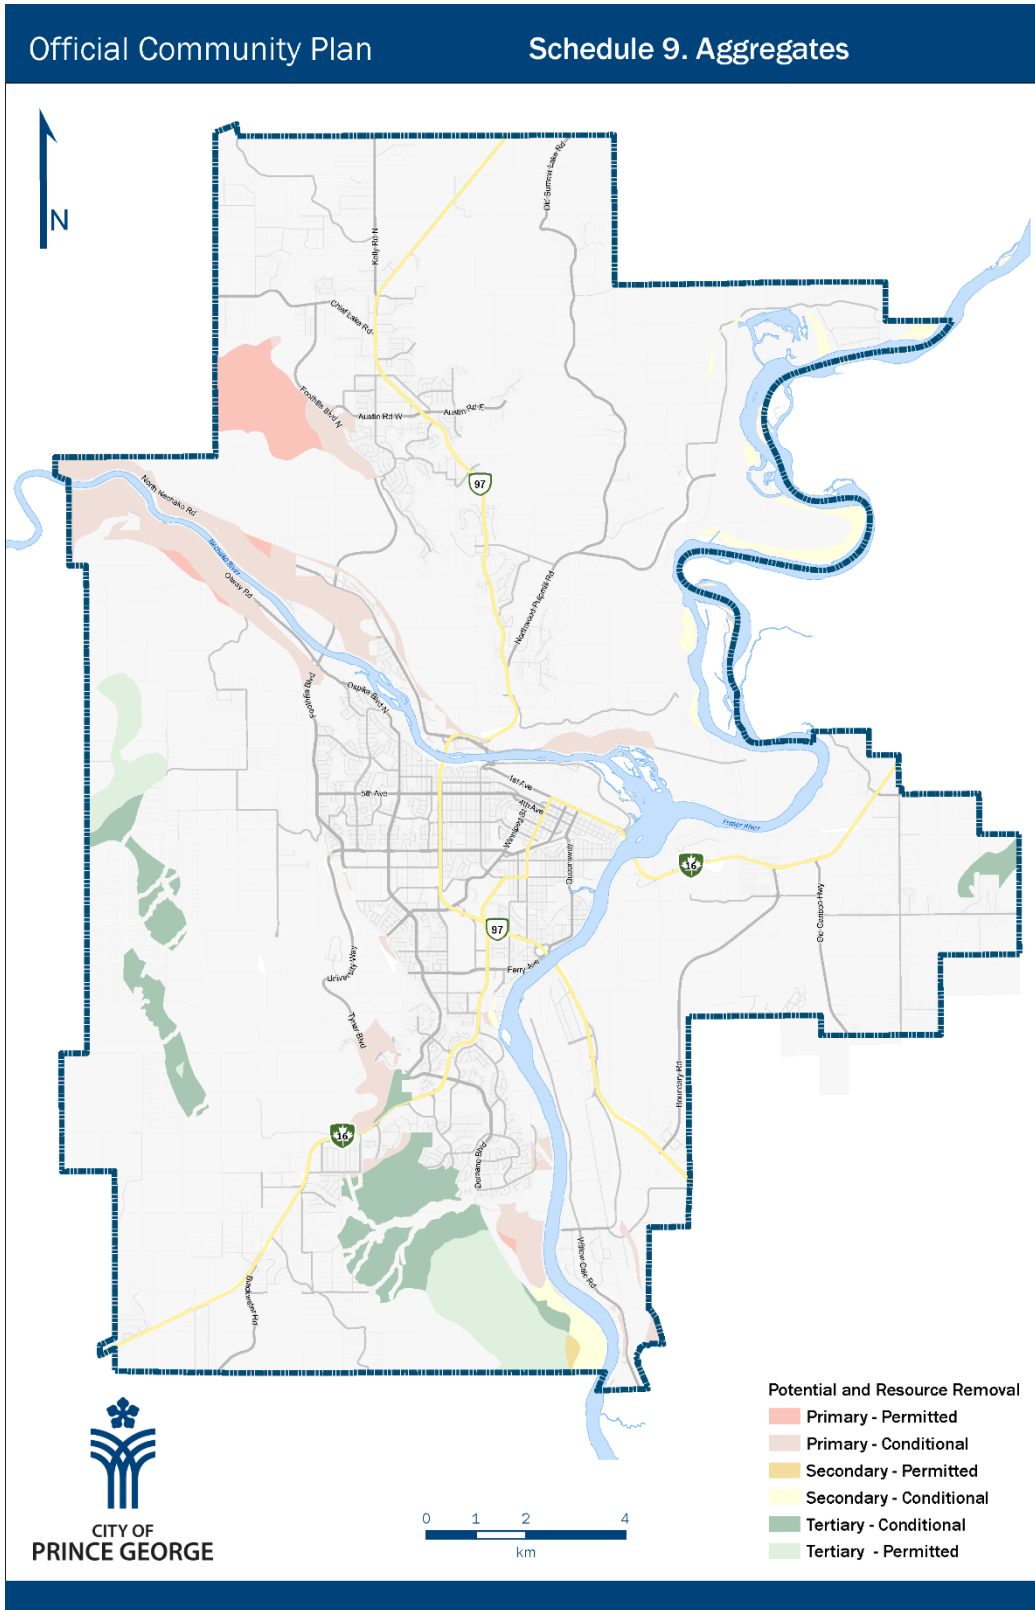 Official Community Plan
Schedule 9. Aggregates
N
Old Summit Lake Rd
Kelly Rd N
Chief Lake Rd
Foothills Blvd N
Austin Rd W
Austin Rd E
97
North Nechako Rd
Nechako River
Otway Rd
Northwood Pulpmill Rd
Foothills Blvd
Ospika Blvd N
1st Ave
5th Ave
4th Ave
Winnipeg St
Queensway
Fraser River
16
Old Cariboo Hwy
97
Ferry Ave
University Way
Tyner Blvd
Boundary Rd
16
Domano Blvd
Willow Cale Rd
Blackwater Rd
Potential and Resource Removal
Primary - Permitted
Primary - Conditional
Secondary - Permitted
Secondary - Conditional
Tertiary - Conditional
Tertiary - Permitted
CITY OF
PRINCE GEORGE
0 1 2 4
km